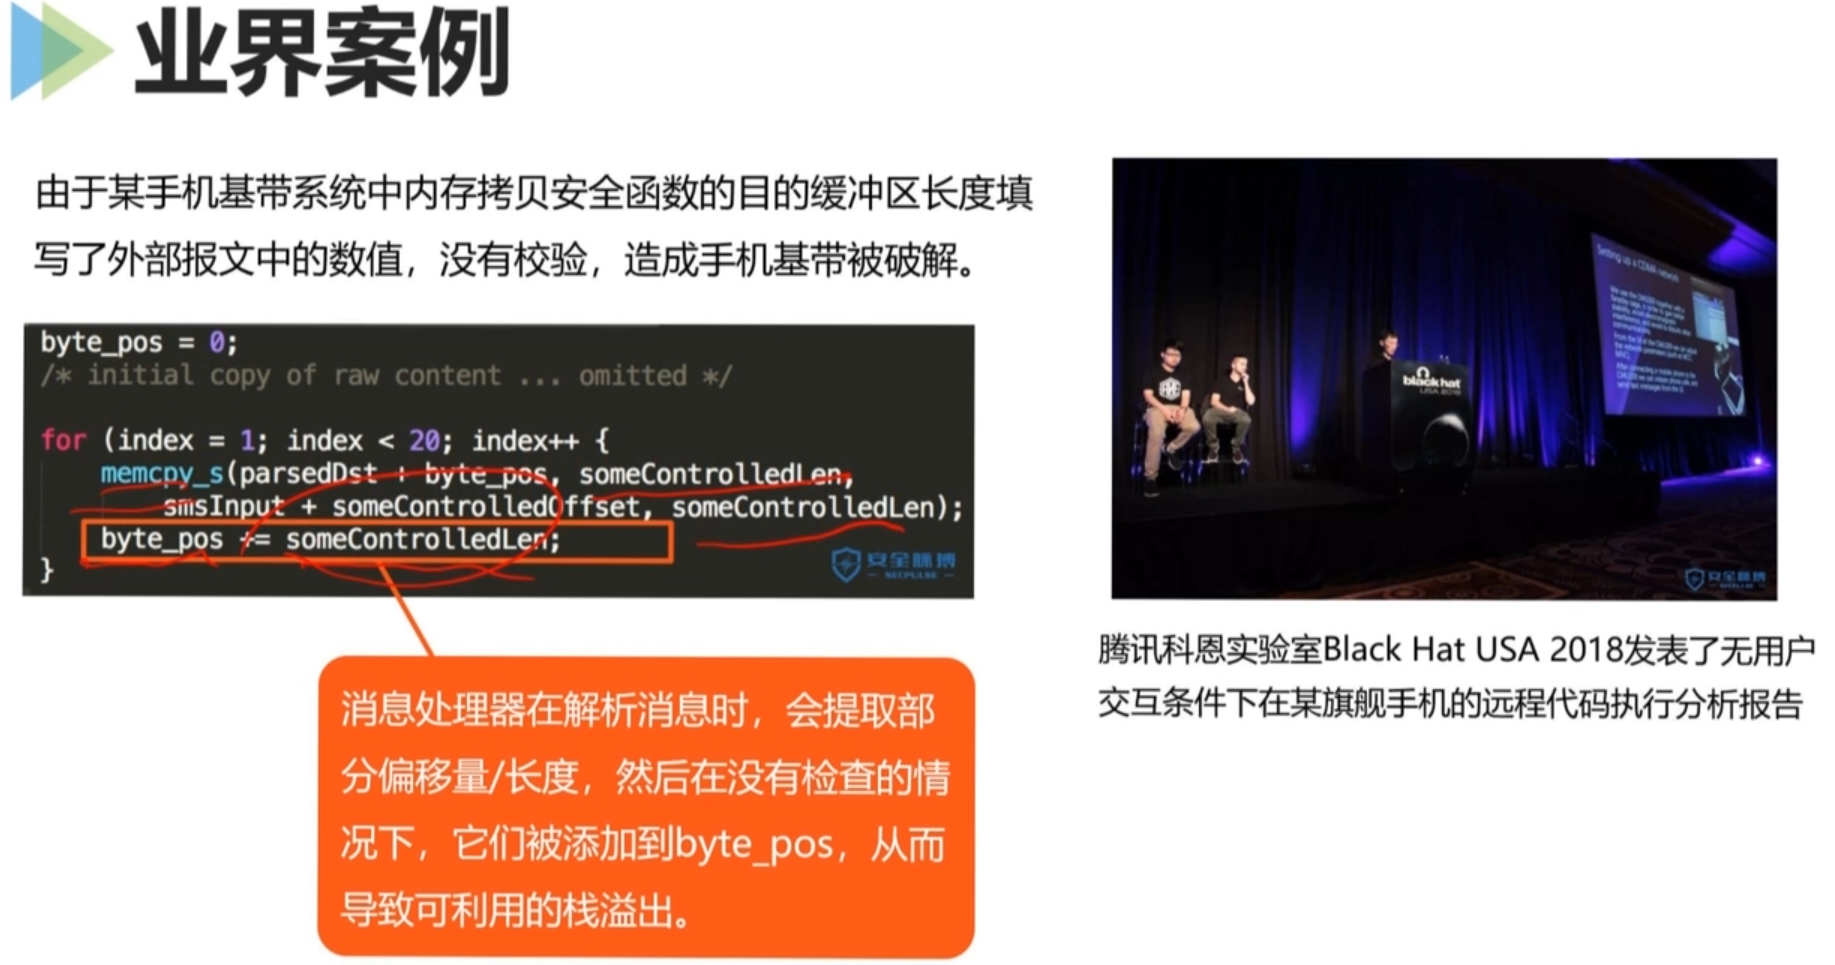 业界案例
由于某手机基带系统中内存拷贝安全函数的目的缓冲区长度填
写了外部报文中的数值，没有校验，造成手机基带被破解。
byte_pos = 0;
/* initial copy of raw content ... omitted */
for (index = 1; index < 20; index++ {
memcpy_s(parsedDst + byte_pos, someControlledLen,
smsInput + someControlledOffset, someControlledLen);
byte_pos += someControlledLen;
}
安全脉搏
SECPULSE
消息处理器在解析消息时，会提取部
分偏移量/长度，然后在没有检查的情
况下，它们被添加到byte_pos，从而
导致可利用的栈溢出。
Setting up a CDMA network
black hat
USA 2018
安全脉搏
SECPULSE
腾讯科恩实验室Black Hat USA 2018发表了无用户
交互条件下在某旗舰手机的远程代码执行分析报告